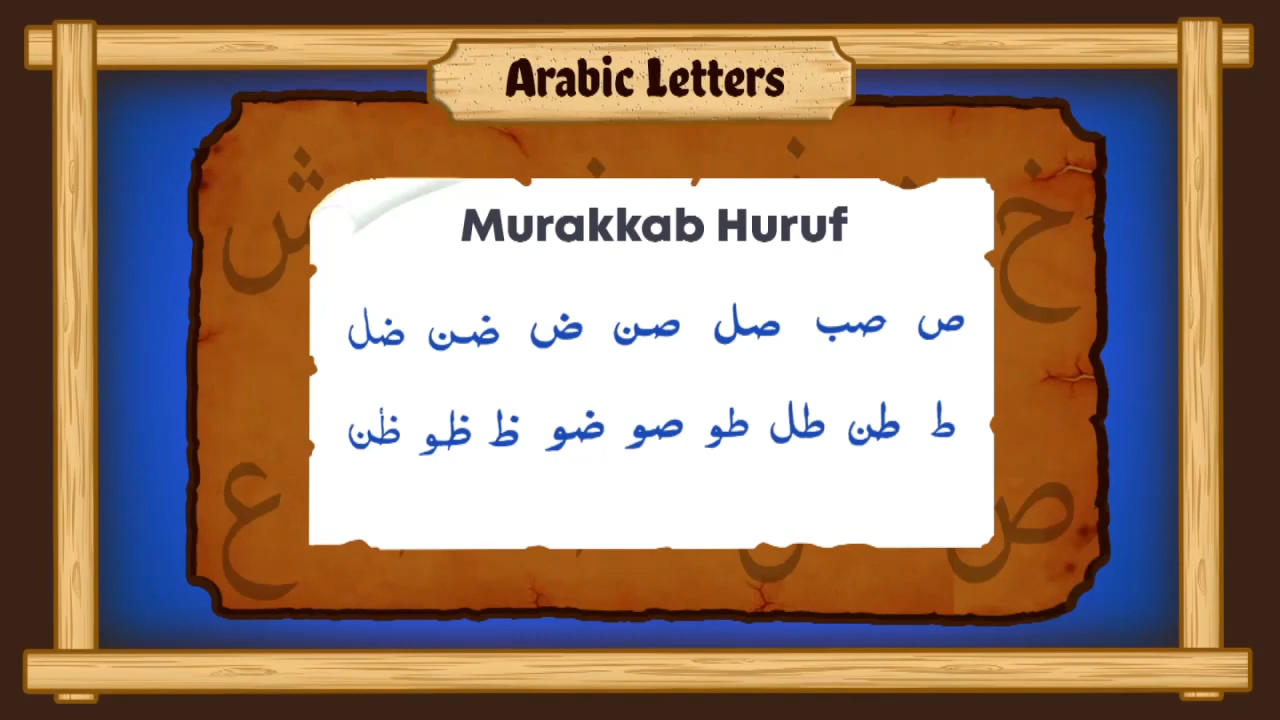 Arabic Letters
Murakkab Huruf
ص صب صل صن ض ضن ضل
ط طن طل طو صو ضو ظ ظو ظن
ش
خ
ع
ص